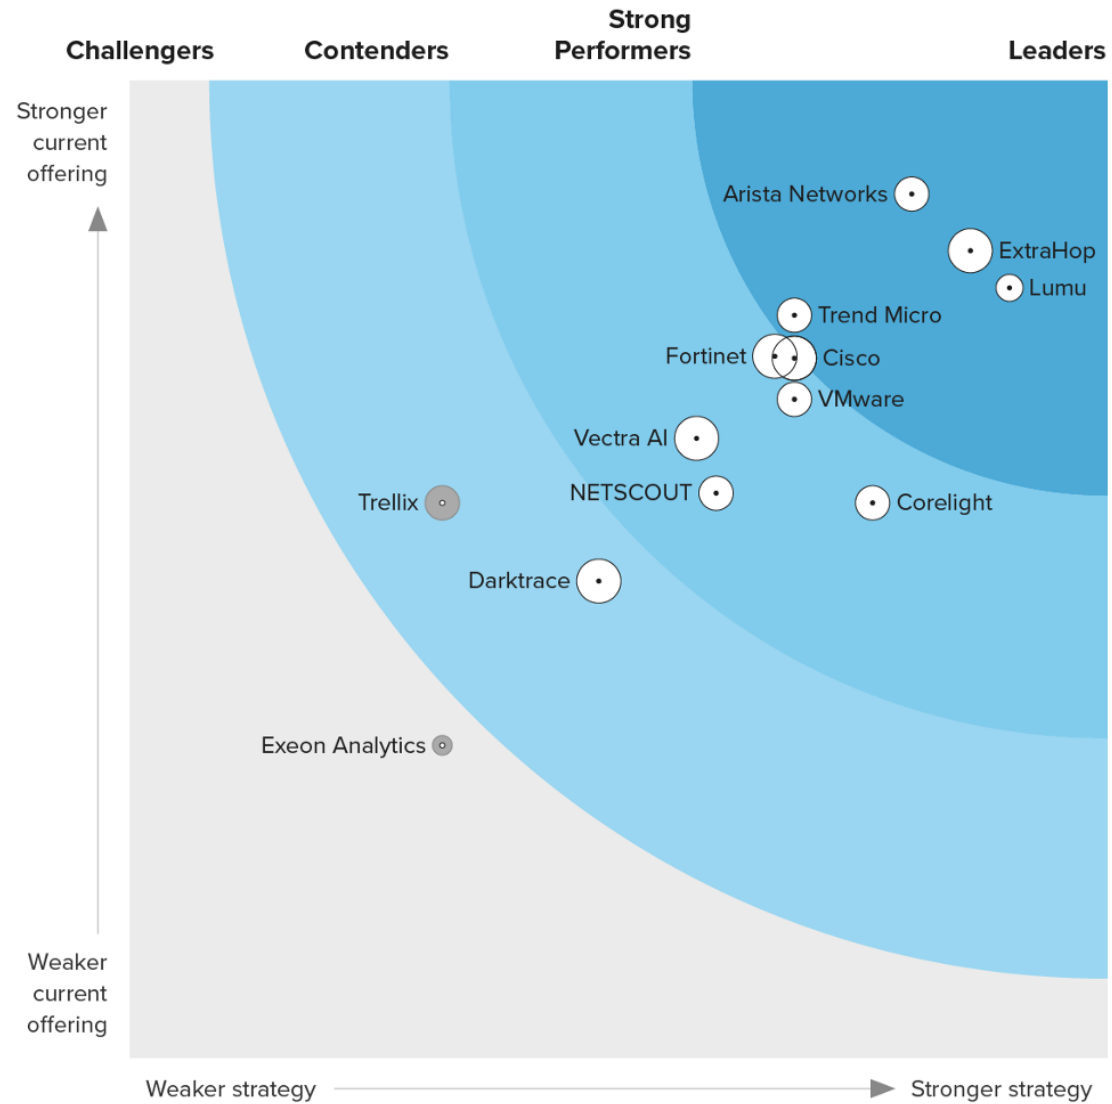 Challengers
Contenders
Strong
Performers
Leaders
Stronger
current
offering
Arista Networks
ExtraHop
Lumu
Trend Micro
Fortinet
Cisco
VMware
Vectra AI
NETSCOUT
Trellix
Corelight
Darktrace
Exeon Analytics
Weaker
current
offering
Weaker strategy
Stronger strategy